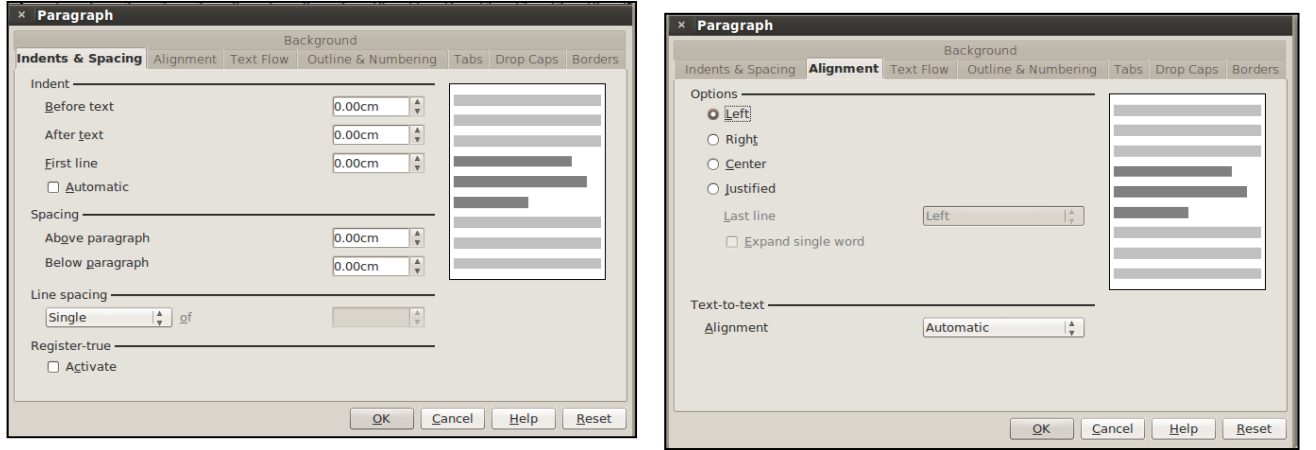 × Paragraph
Background
Indents & Spacing Alignment Text Flow Outline & Numbering Tabs Drop Caps Borders
Indent
Before text 0.00cm
After text 0.00cm
First line 0.00cm
Automatic
Spacing
Above paragraph 0.00cm
Below paragraph 0.00cm
Line spacing
Single of
Register-true
Activate
OK Cancel Help Reset
× Paragraph
Background
Indents & Spacing Alignment Text Flow Outline & Numbering Tabs Drop Caps Borders
Options
Left
Right
Center
Justified
Last line Left
Expand single word
Text-to-text
Alignment Automatic
OK Cancel Help Reset